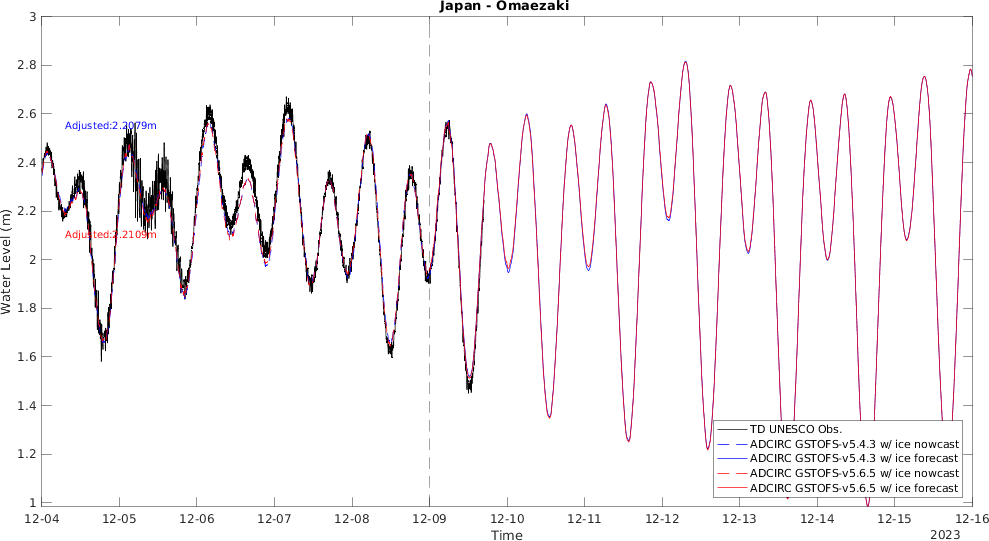 Japan - Omaezaki
3
2.8
2.6
2.4
2.2
2
1.8
1.6
1.4
1.2
1
Water Level (m)
Adjusted:2.2079m
Adjusted:2.2109m
TD UNESCO Obs.
ADCIRC GSTOFS-v5.4.3 w/ ice nowcast
ADCIRC GSTOFS-v5.4.3 w/ ice forecast
ADCIRC GSTOFS-v5.6.5 w/ ice nowcast
ADCIRC GSTOFS-v5.6.5 w/ ice forecast
12-04 12-05 12-06 12-07 12-08 12-09 12-10 12-11 12-12 12-13 12-14 12-15 12-16
Time
2023